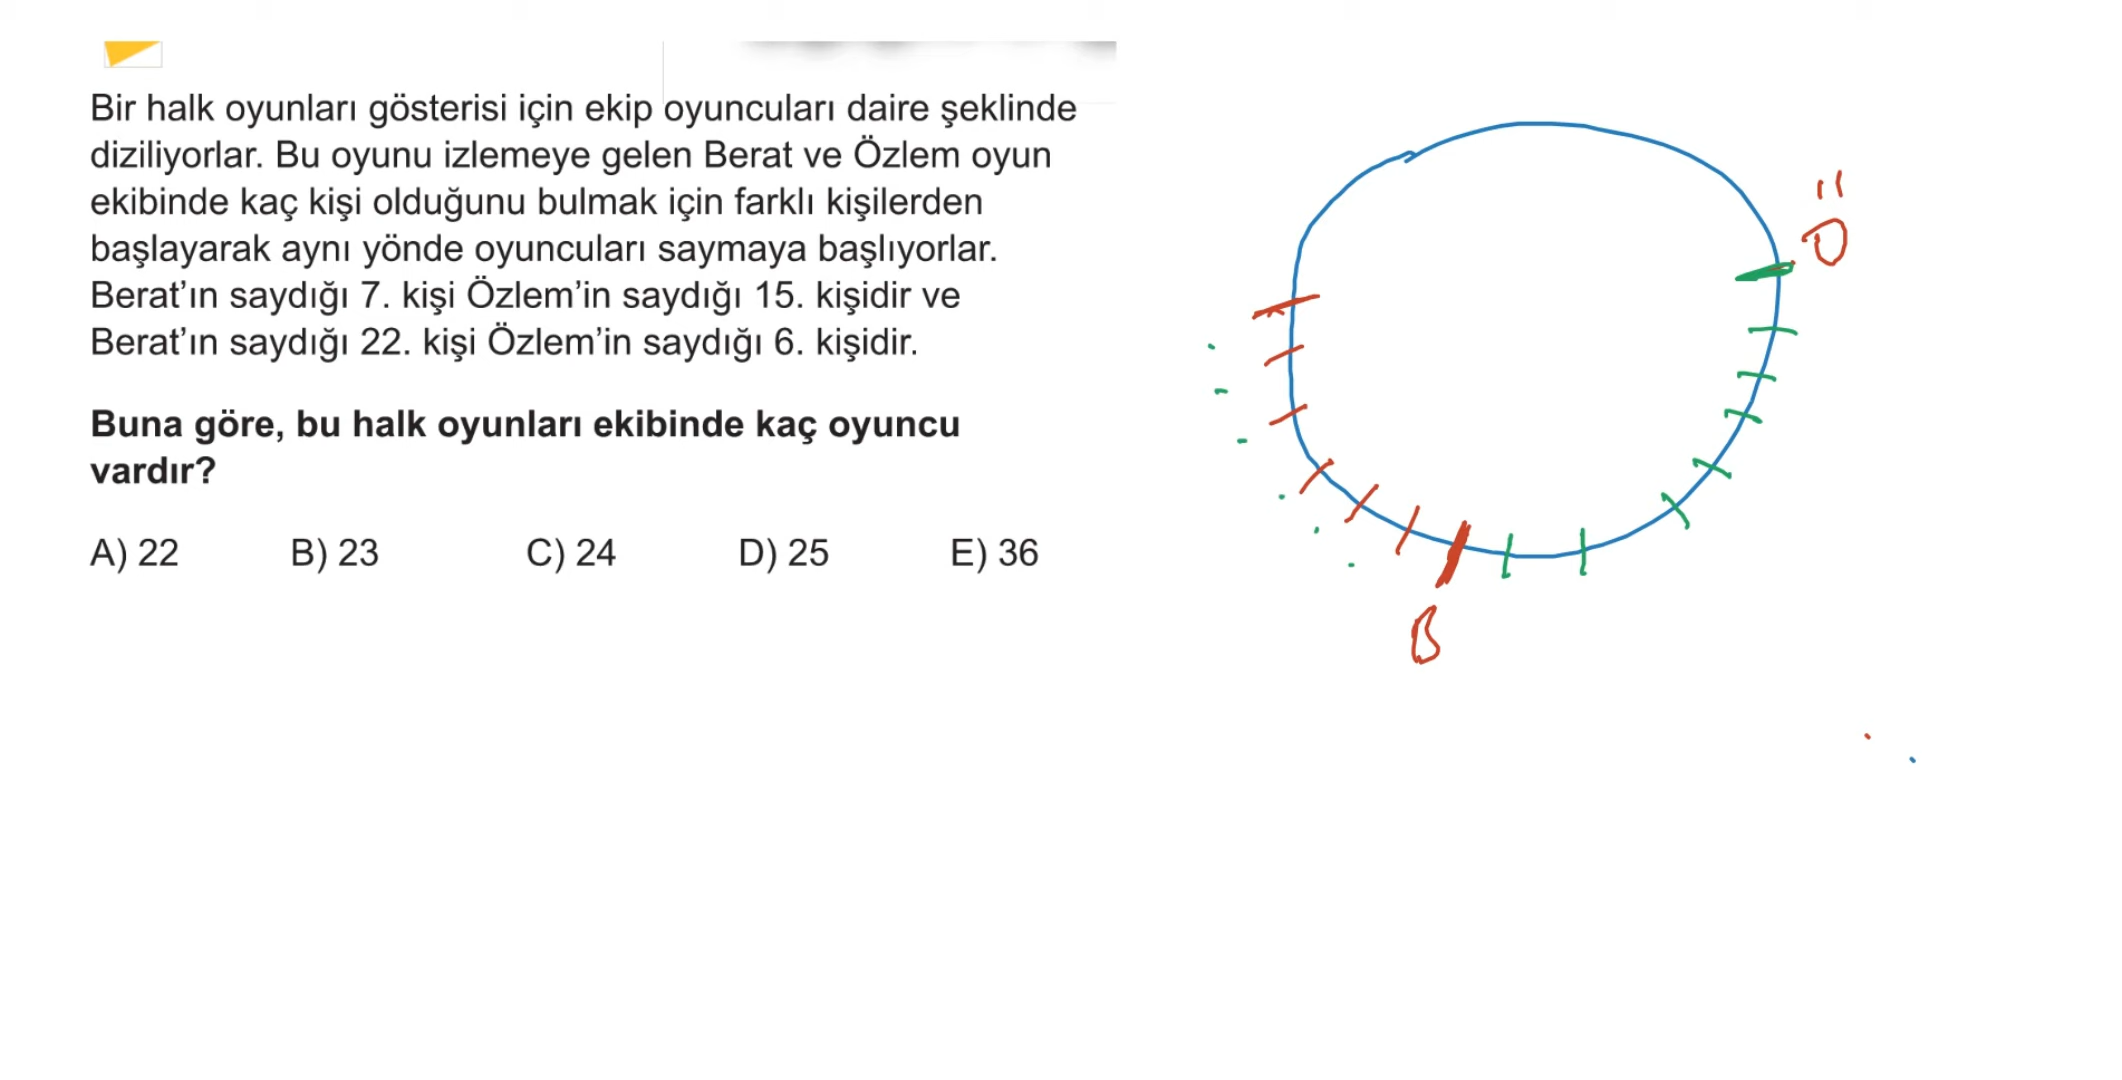 Bir halk oyunları gösterisi için ekip oyuncuları daire şeklinde
diziliyorlar. Bu oyunu izlemeye gelen Berat ve Özlem oyun
ekibinde kaç kişi olduğunu bulmak için farklı kişilerden
başlayarak aynı yönde oyuncuları saymaya başlıyorlar.
Berat’ın saydığı 7. kişi Özlem’in saydığı 15. kişidir ve
Berat’ın saydığı 22. kişi Özlem’in saydığı 6. kişidir.
Buna göre, bu halk oyunları ekibinde kaç oyuncu
vardır?
A) 22 B) 23 C) 24 D) 25 E) 36
Ö
B